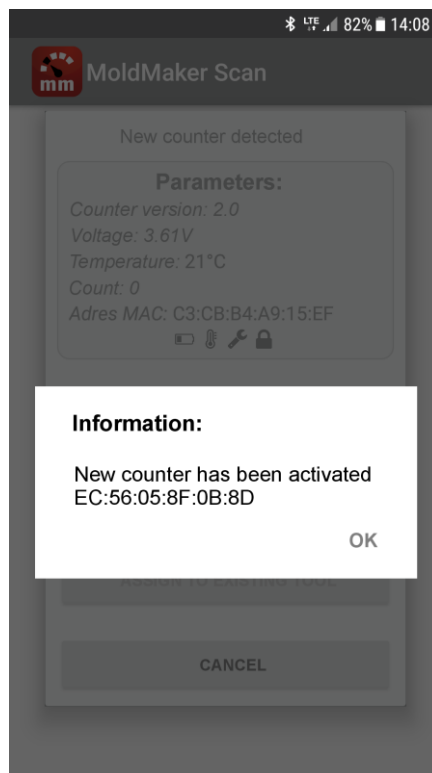 LTE 82% 14:08
mm MoldMaker Scan
New counter detected
Parameters:
Counter version: 2.0
Voltage: 3.61V
Temperature: 21°C
Count: 0
Adres MAC: C3:CB:B4:A9:15:EF
Information:
New counter has been activated
EC:56:05:8F:0B:8D
OK
ASSIGN TO EXISTING TOOL
CANCEL